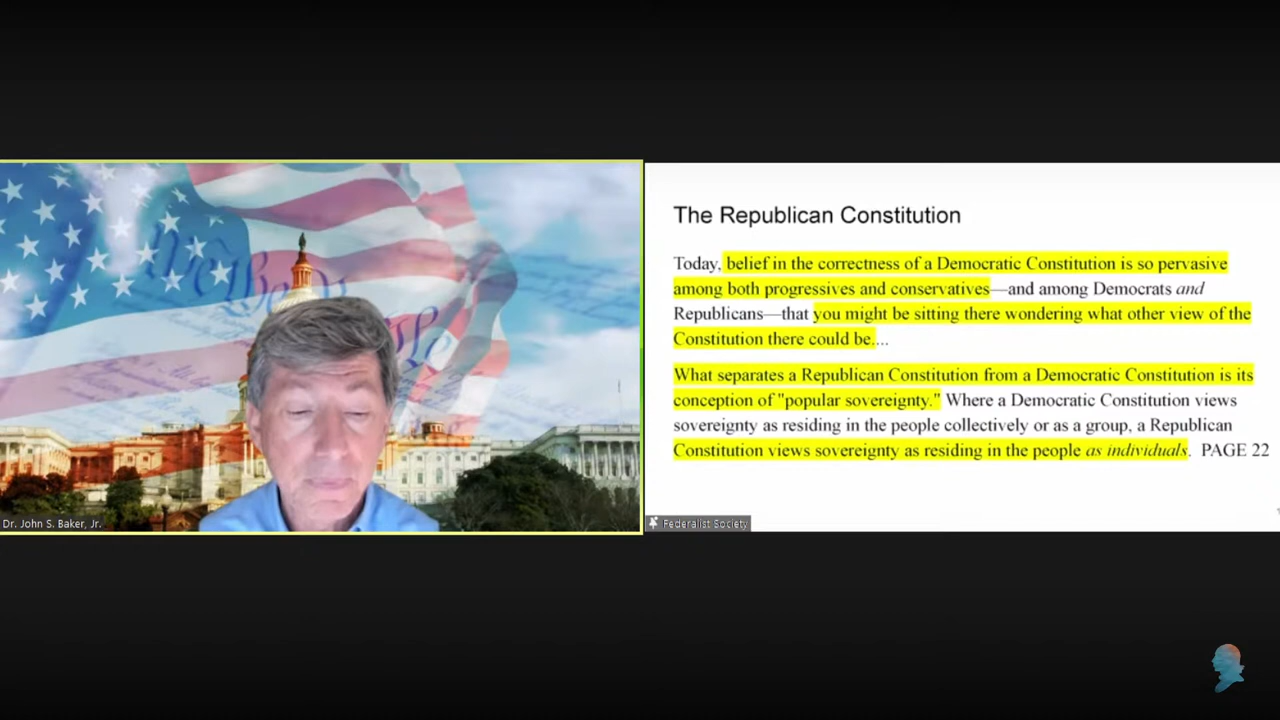 We the People
Dr. John S. Baker, Jr.
The Republican Constitution
Today, belief in the correctness of a Democratic Constitution is so pervasive
among both progressives and conservatives—and among Democrats and
Republicans—that you might be sitting there wondering what other view of the
Constitution there could be....
What separates a Republican Constitution from a Democratic Constitution is its
conception of "popular sovereignty." Where a Democratic Constitution views
sovereignty as residing in the people collectively or as a group, a Republican
Constitution views sovereignty as residing in the people as individuals. PAGE 22
Federalist Society